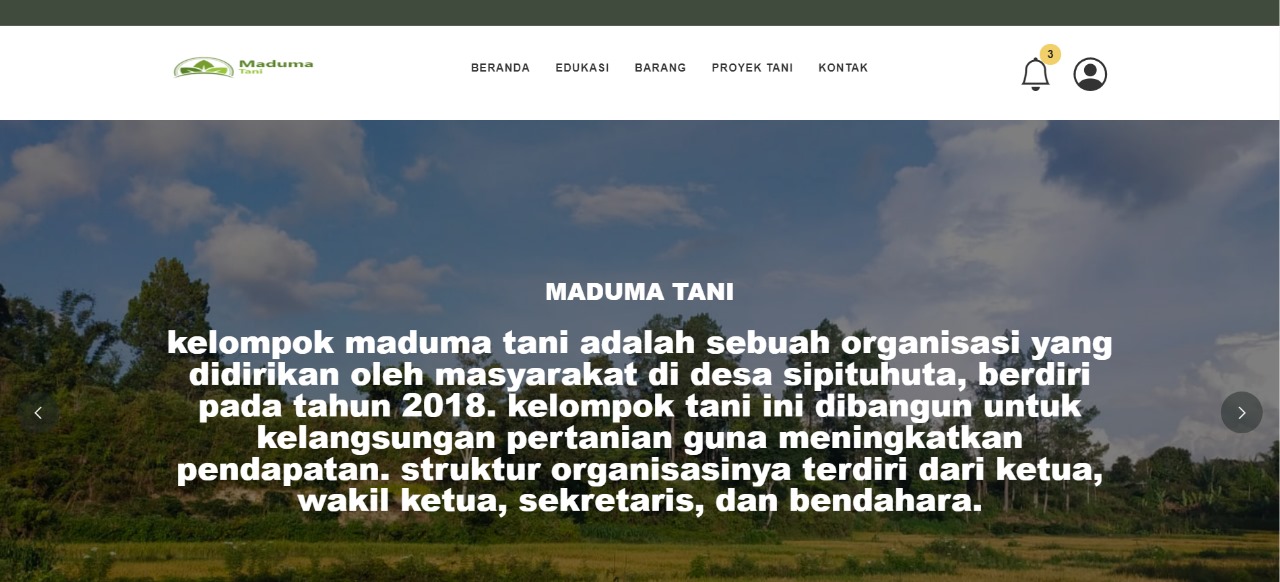 Maduma
Tani
BERANDA EDUKASI BARANG PROYEK TANI KONTAK
3
MADUMA TANI
kelompok maduma tani adalah sebuah organisasi yang
didirikan oleh masyarakat di desa sipituhuta, berdiri
pada tahun 2018. kelompok tani ini dibangun untuk
kelangsungan pertanian guna meningkatkan
pendapatan. struktur organisasinya terdiri dari ketua,
wakil ketua, sekretaris, dan bendahara.